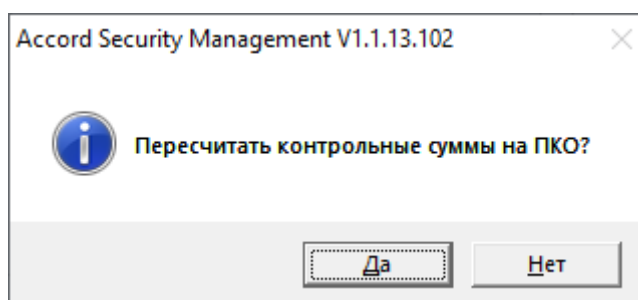 Accord Security Management V1.1.13.102
Пересчитать контрольные суммы на ПКО?
Да
Нет